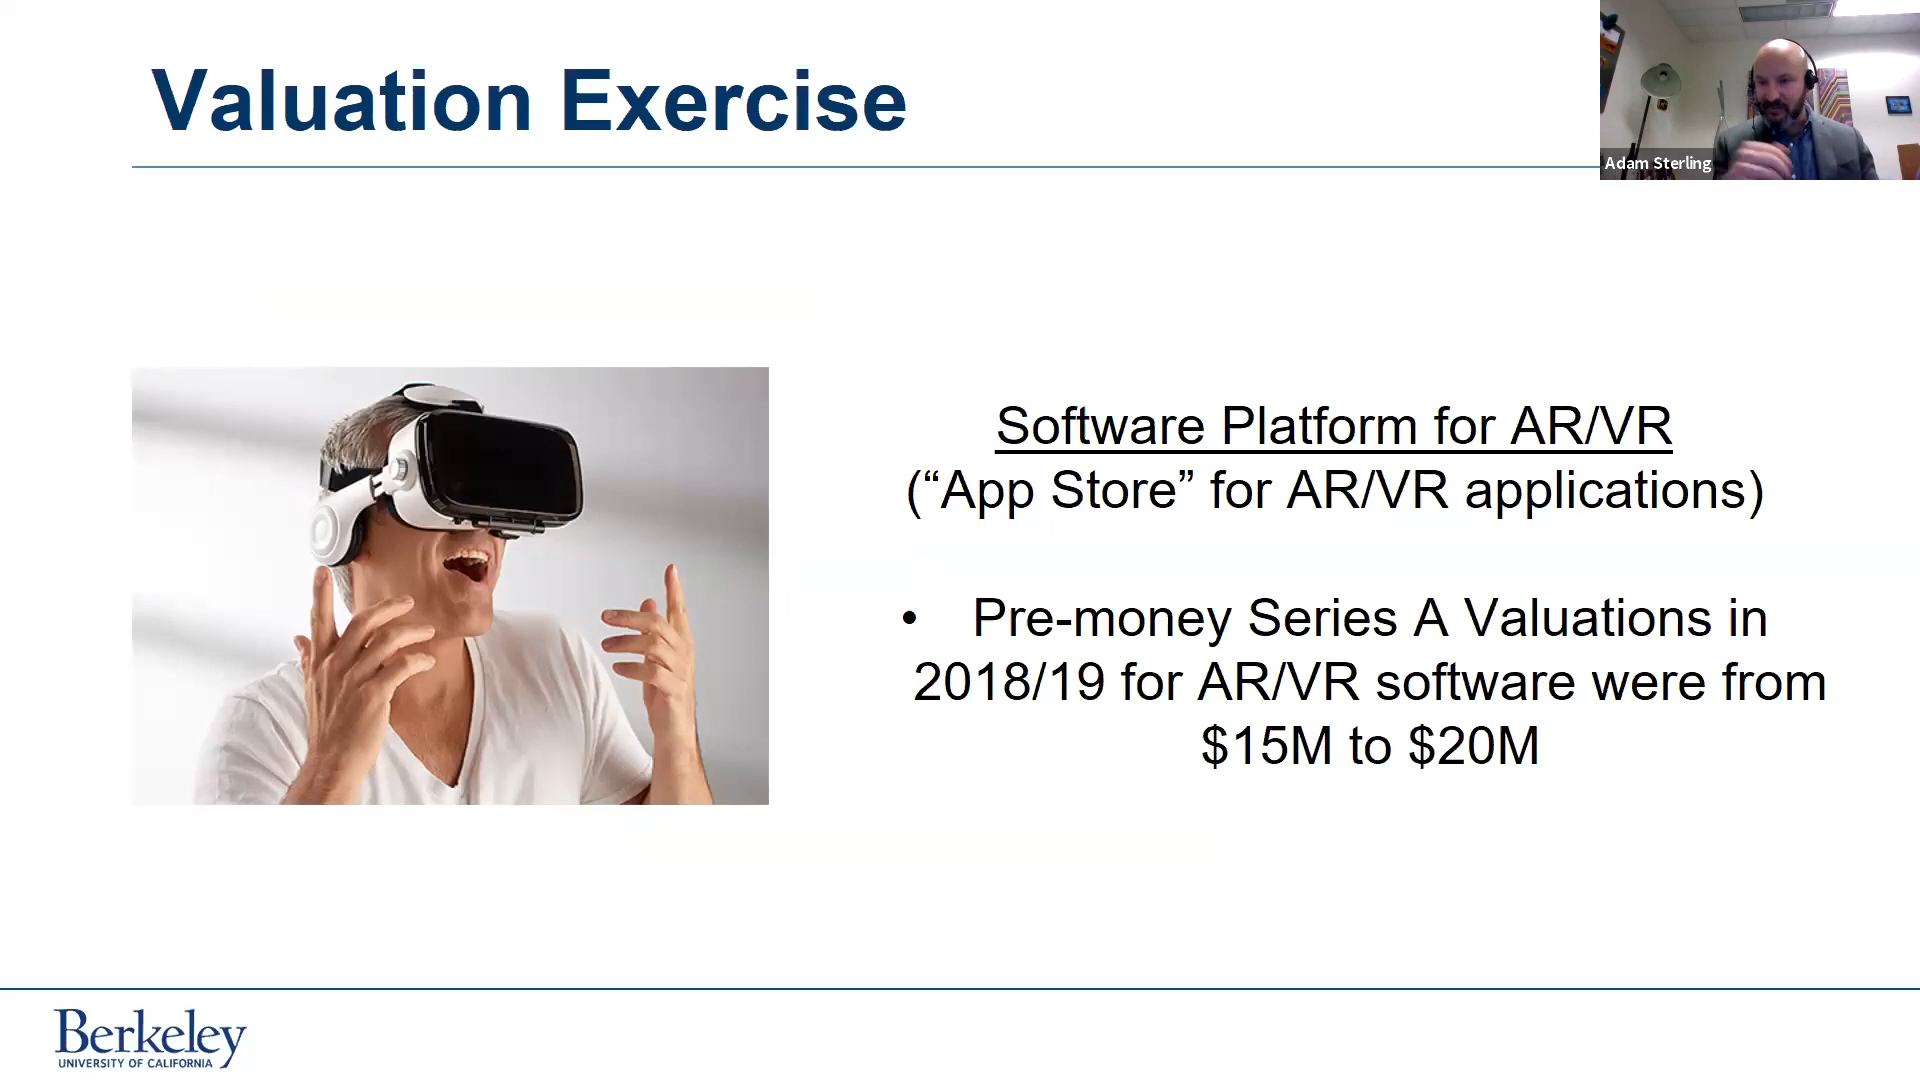 Valuation Exercise
Adam Sterling
Software Platform for AR/VR
(“App Store” for AR/VR applications)
• Pre-money Series A Valuations in
2018/19 for AR/VR software were from
$15M to $20M
Berkeley
UNIVERSITY OF CALIFORNIA